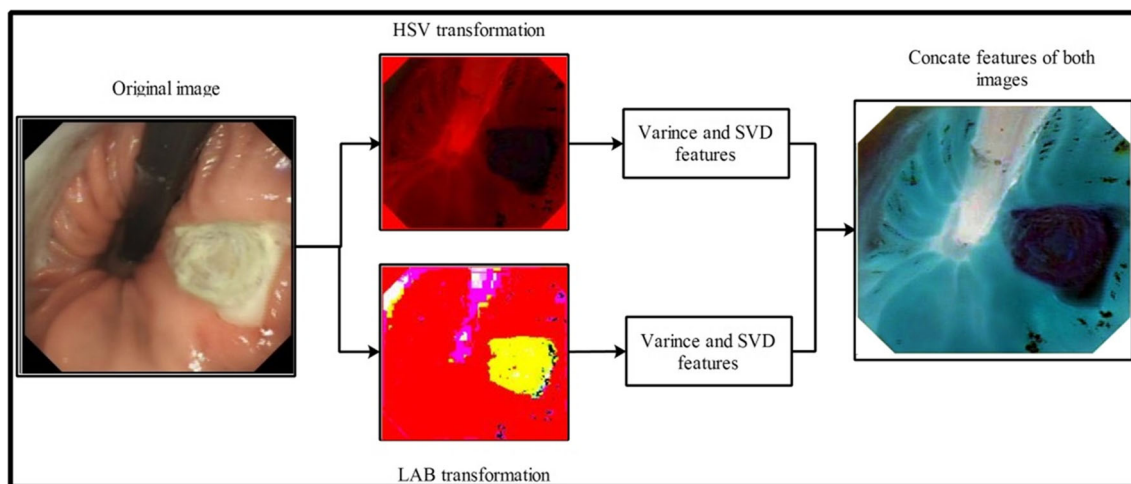 HSV transformation
Original image
Varince and SVD
features
Concate features of both
images
Varince and SVD
features
LAB transformation